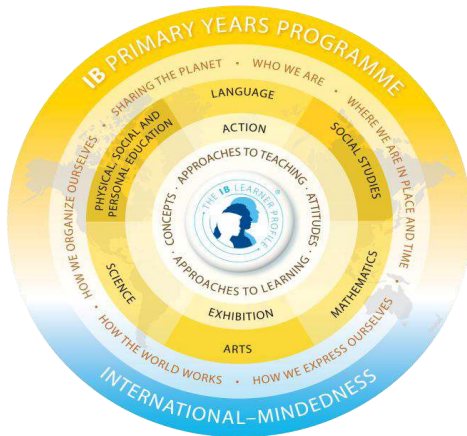 IB PRIMARY YEARS PROGRAMME
SHARING THE PLANET • WHO WE ARE • WHERE WE ARE IN PLACE AND TIME • HOW WE EXPRESS OURSELVES • HOW THE WORLD WORKS • HOW WE ORGANIZE OURSELVES •
LANGUAGE
SOCIAL STUDIES
MATHEMATICS
ARTS
SCIENCE
PHYSICAL, SOCIAL AND
PERSONAL EDUCATION
ACTION
EXHIBITION
APPROACHES TO TEACHING · ATTITUDES · APPROACHES TO LEARNING · CONCEPTS ·
THE IB LEARNER PROFILE
®
INTERNATIONAL–MINDEDNESS